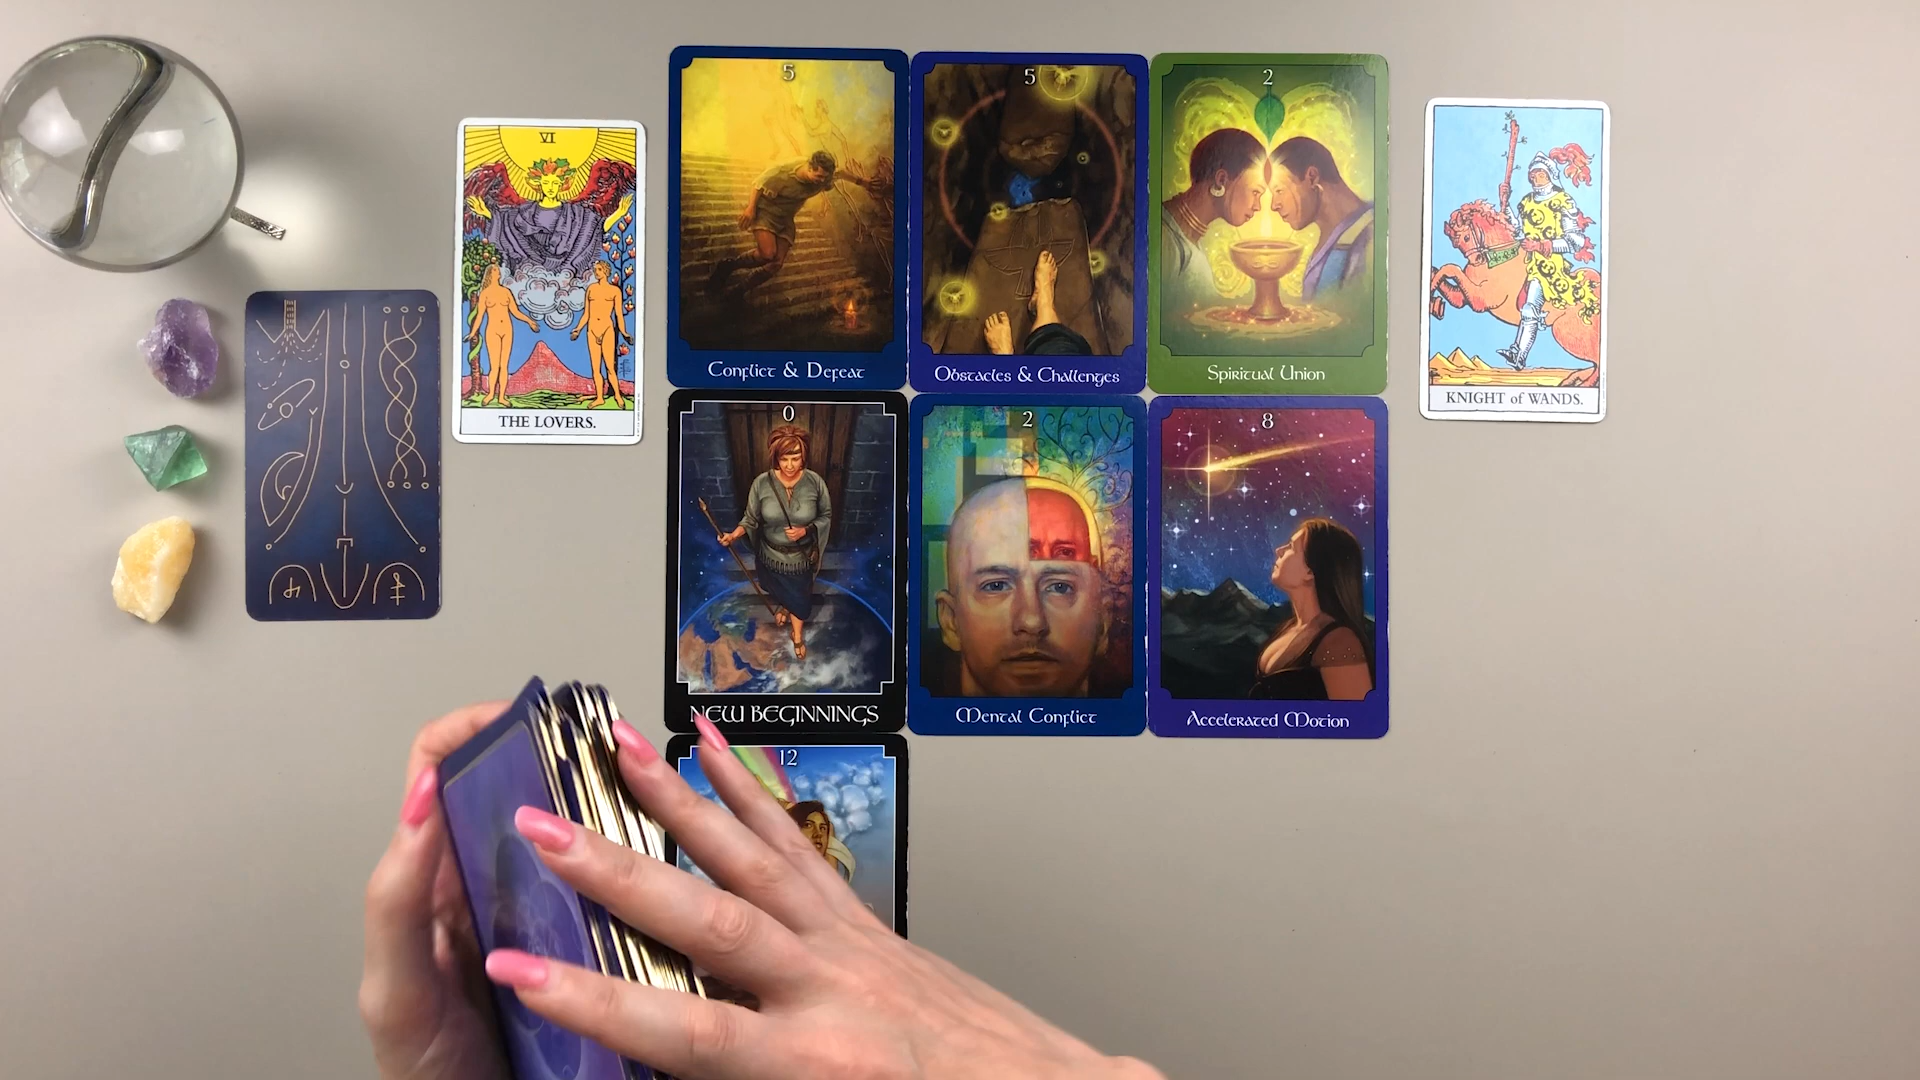 VI
THE LOVERS.
5
Conflict & Defeat
5
Obstacles & Challenges
2
Spiritual Union
KNIGHT of WANDS.
0
NEW BEGINNINGS
2
Mental Conflict
8
Accelerated Motion
12